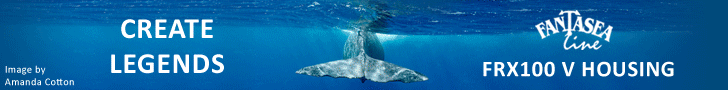 CREATE
LEGENDS
Image by
Amanda Cotton
FANTASEA
line
FRX100 V HOUSING